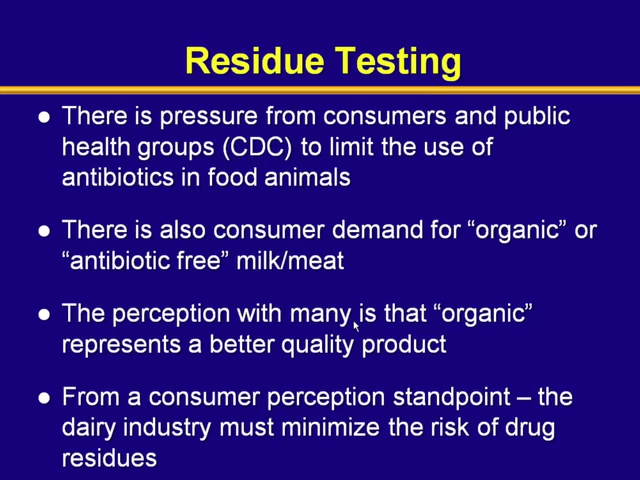 Residue Testing
● There is pressure from consumers and public
health groups (CDC) to limit the use of
antibiotics in food animals
● There is also consumer demand for “organic” or
“antibiotic free” milk/meat
● The perception with many is that “organic”
represents a better quality product
● From a consumer perception standpoint – the
dairy industry must minimize the risk of drug
residues